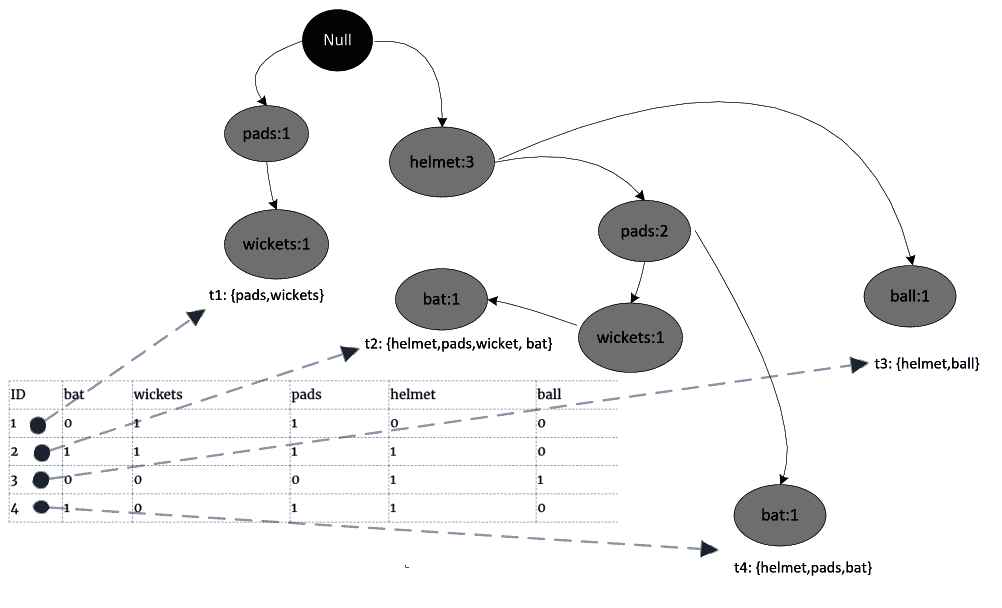 Null
pads:1
helmet:3
wickets:1
pads:2
t1: {pads,wickets}
bat:1
ball:1
wickets:1
t2: {helmet,pads,wicket, bat}
t3: {helmet,ball}
ID bat wickets pads helmet ball
1 0 1 1 0 0
2 1 1 1 1 0
3 0 0 0 1 1
4 1 0 1 1 0
bat:1
t4: {helmet,pads,bat}